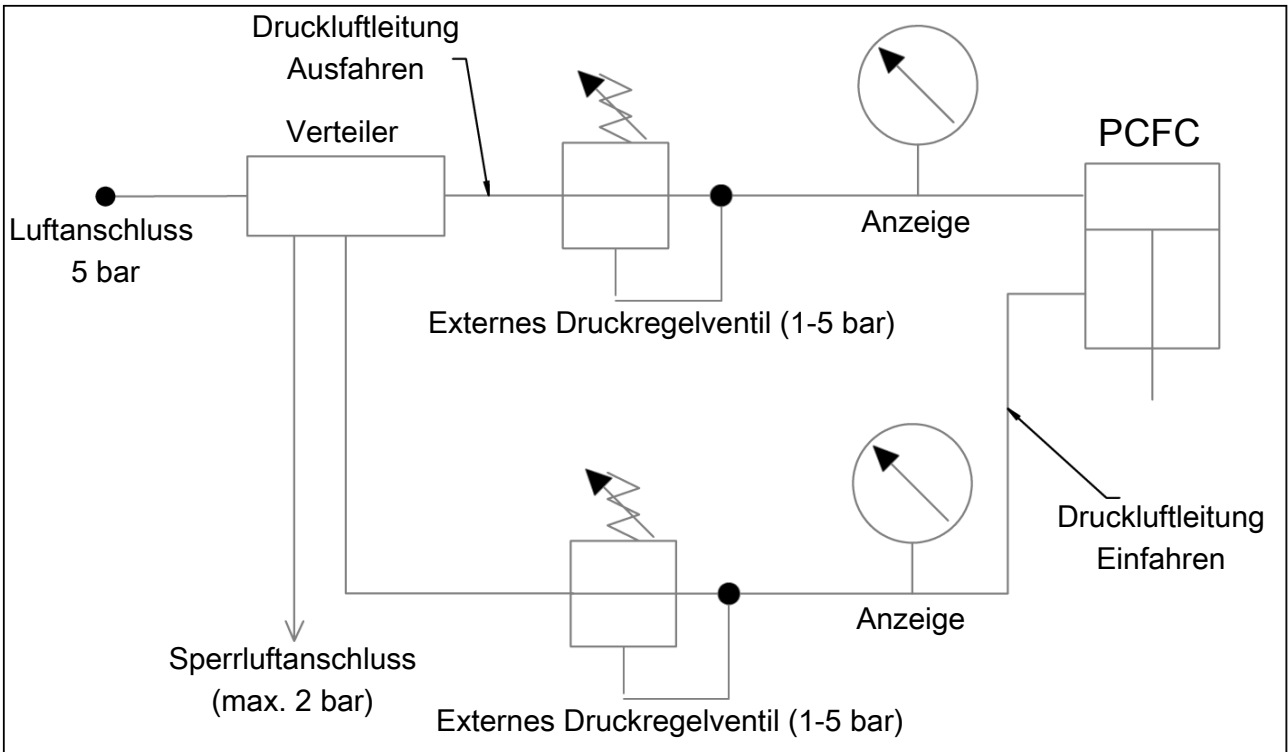 Druckluftleitung
Ausfahren
Verteiler
PCFC
Luftanschluss
5 bar
Anzeige
Externes Druckregelventil (1-5 bar)
Druckluftleitung
Einfahren
Anzeige
Sperrluftanschluss
(max. 2 bar)
Externes Druckregelventil (1-5 bar)